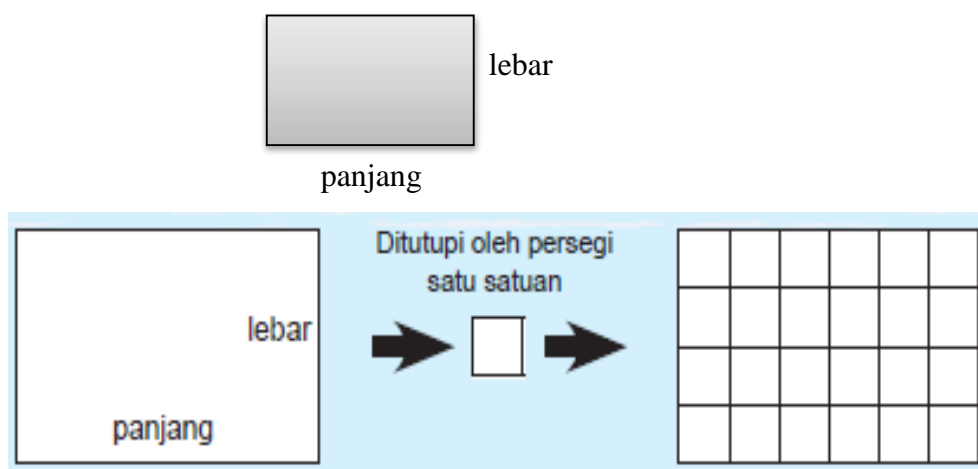 lebar
panjang
Ditutupi oleh persegi
satu satuan
lebar
panjang